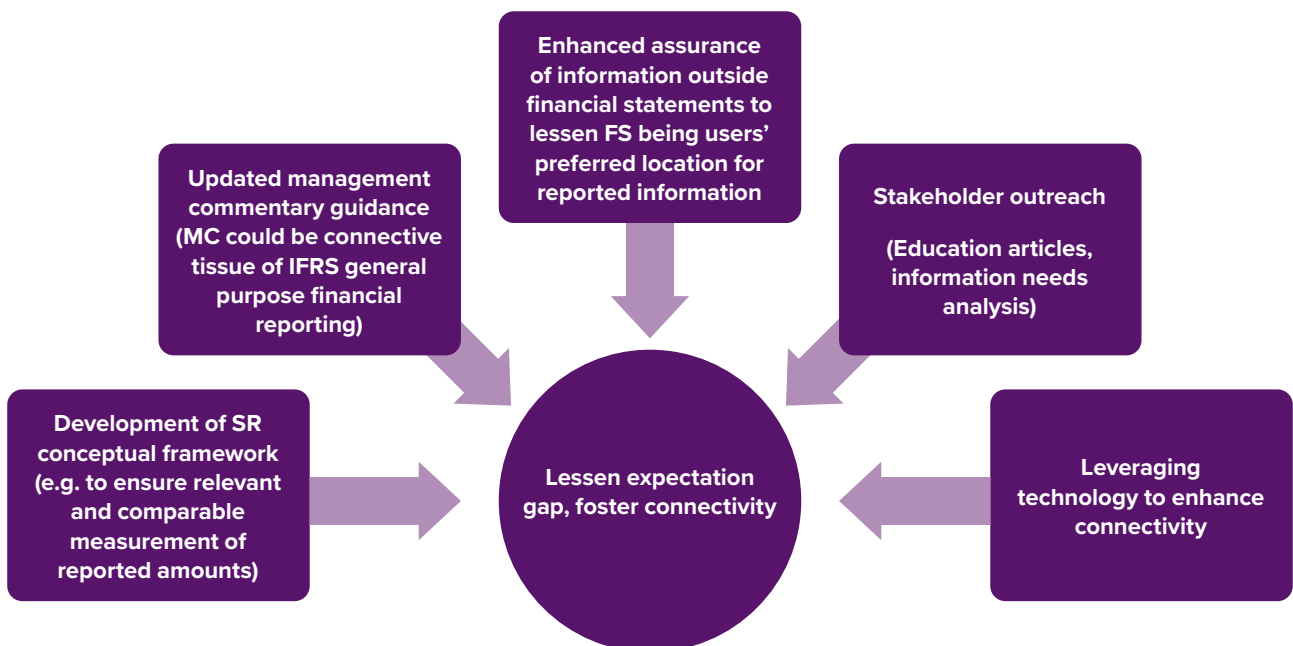 Enhanced assurance
of information outside
financial statements to
lessen FS being users’
preferred location for
reported information
Updated management
commentary guidance
(MC could be connective
tissue of IFRS general
purpose financial
reporting)
Stakeholder outreach
(Education articles,
information needs
analysis)
Development of SR
conceptual framework
(e.g. to ensure relevant
and comparable
measurement of
reported amounts)
Lessen expectation
gap, foster connectivity
Leveraging
technology to enhance
connectivity